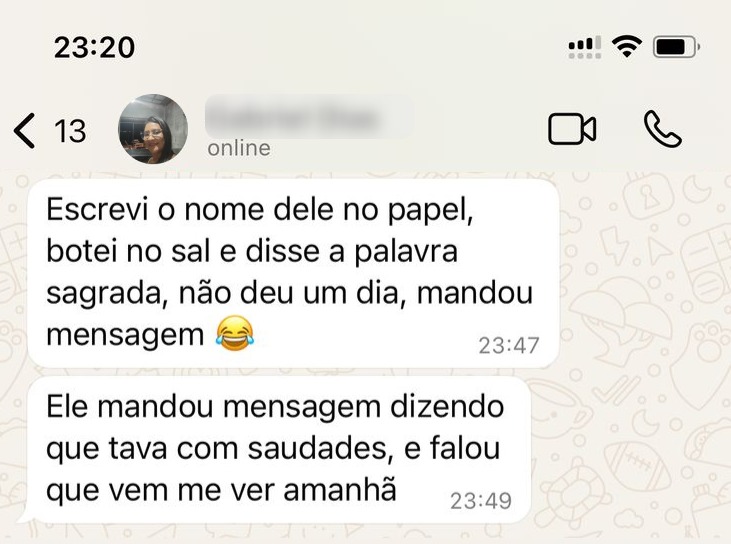 23:20
13
online
Escrevi o nome dele no papel,
botei no sal e disse a palavra
sagrada, não deu um dia, mandou
mensagem 😂
23:47
Ele mandou mensagem dizendo
que tava com saudades, e falou
que vem me ver amanhã
23:49